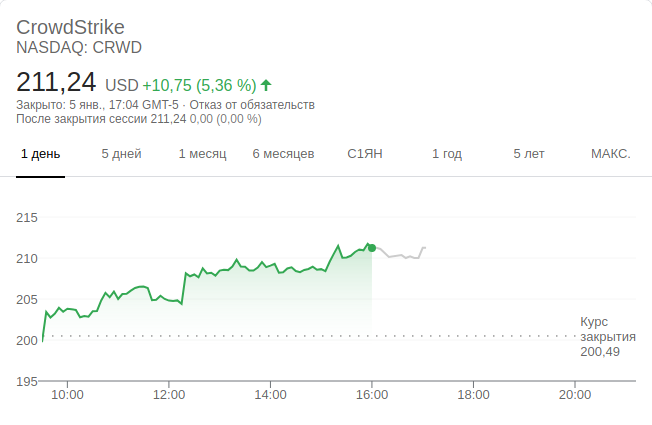 CrowdStrike
NASDAQ: CRWD
211,24 USD +10,75 (5,36 %)
Закрыто: 5 янв., 17:04 GMT-5 · Отказ от обязательств
После закрытия сессии 211,24 0,00 (0,00 %)
1 день 5 дней 1 месяц 6 месяцев С1ЯН 1 год 5 лет МАКС.
215
210
205
Курс
закрытия
200
200,49
195
10:00 12:00 14:00 16:00 18:00 20:00